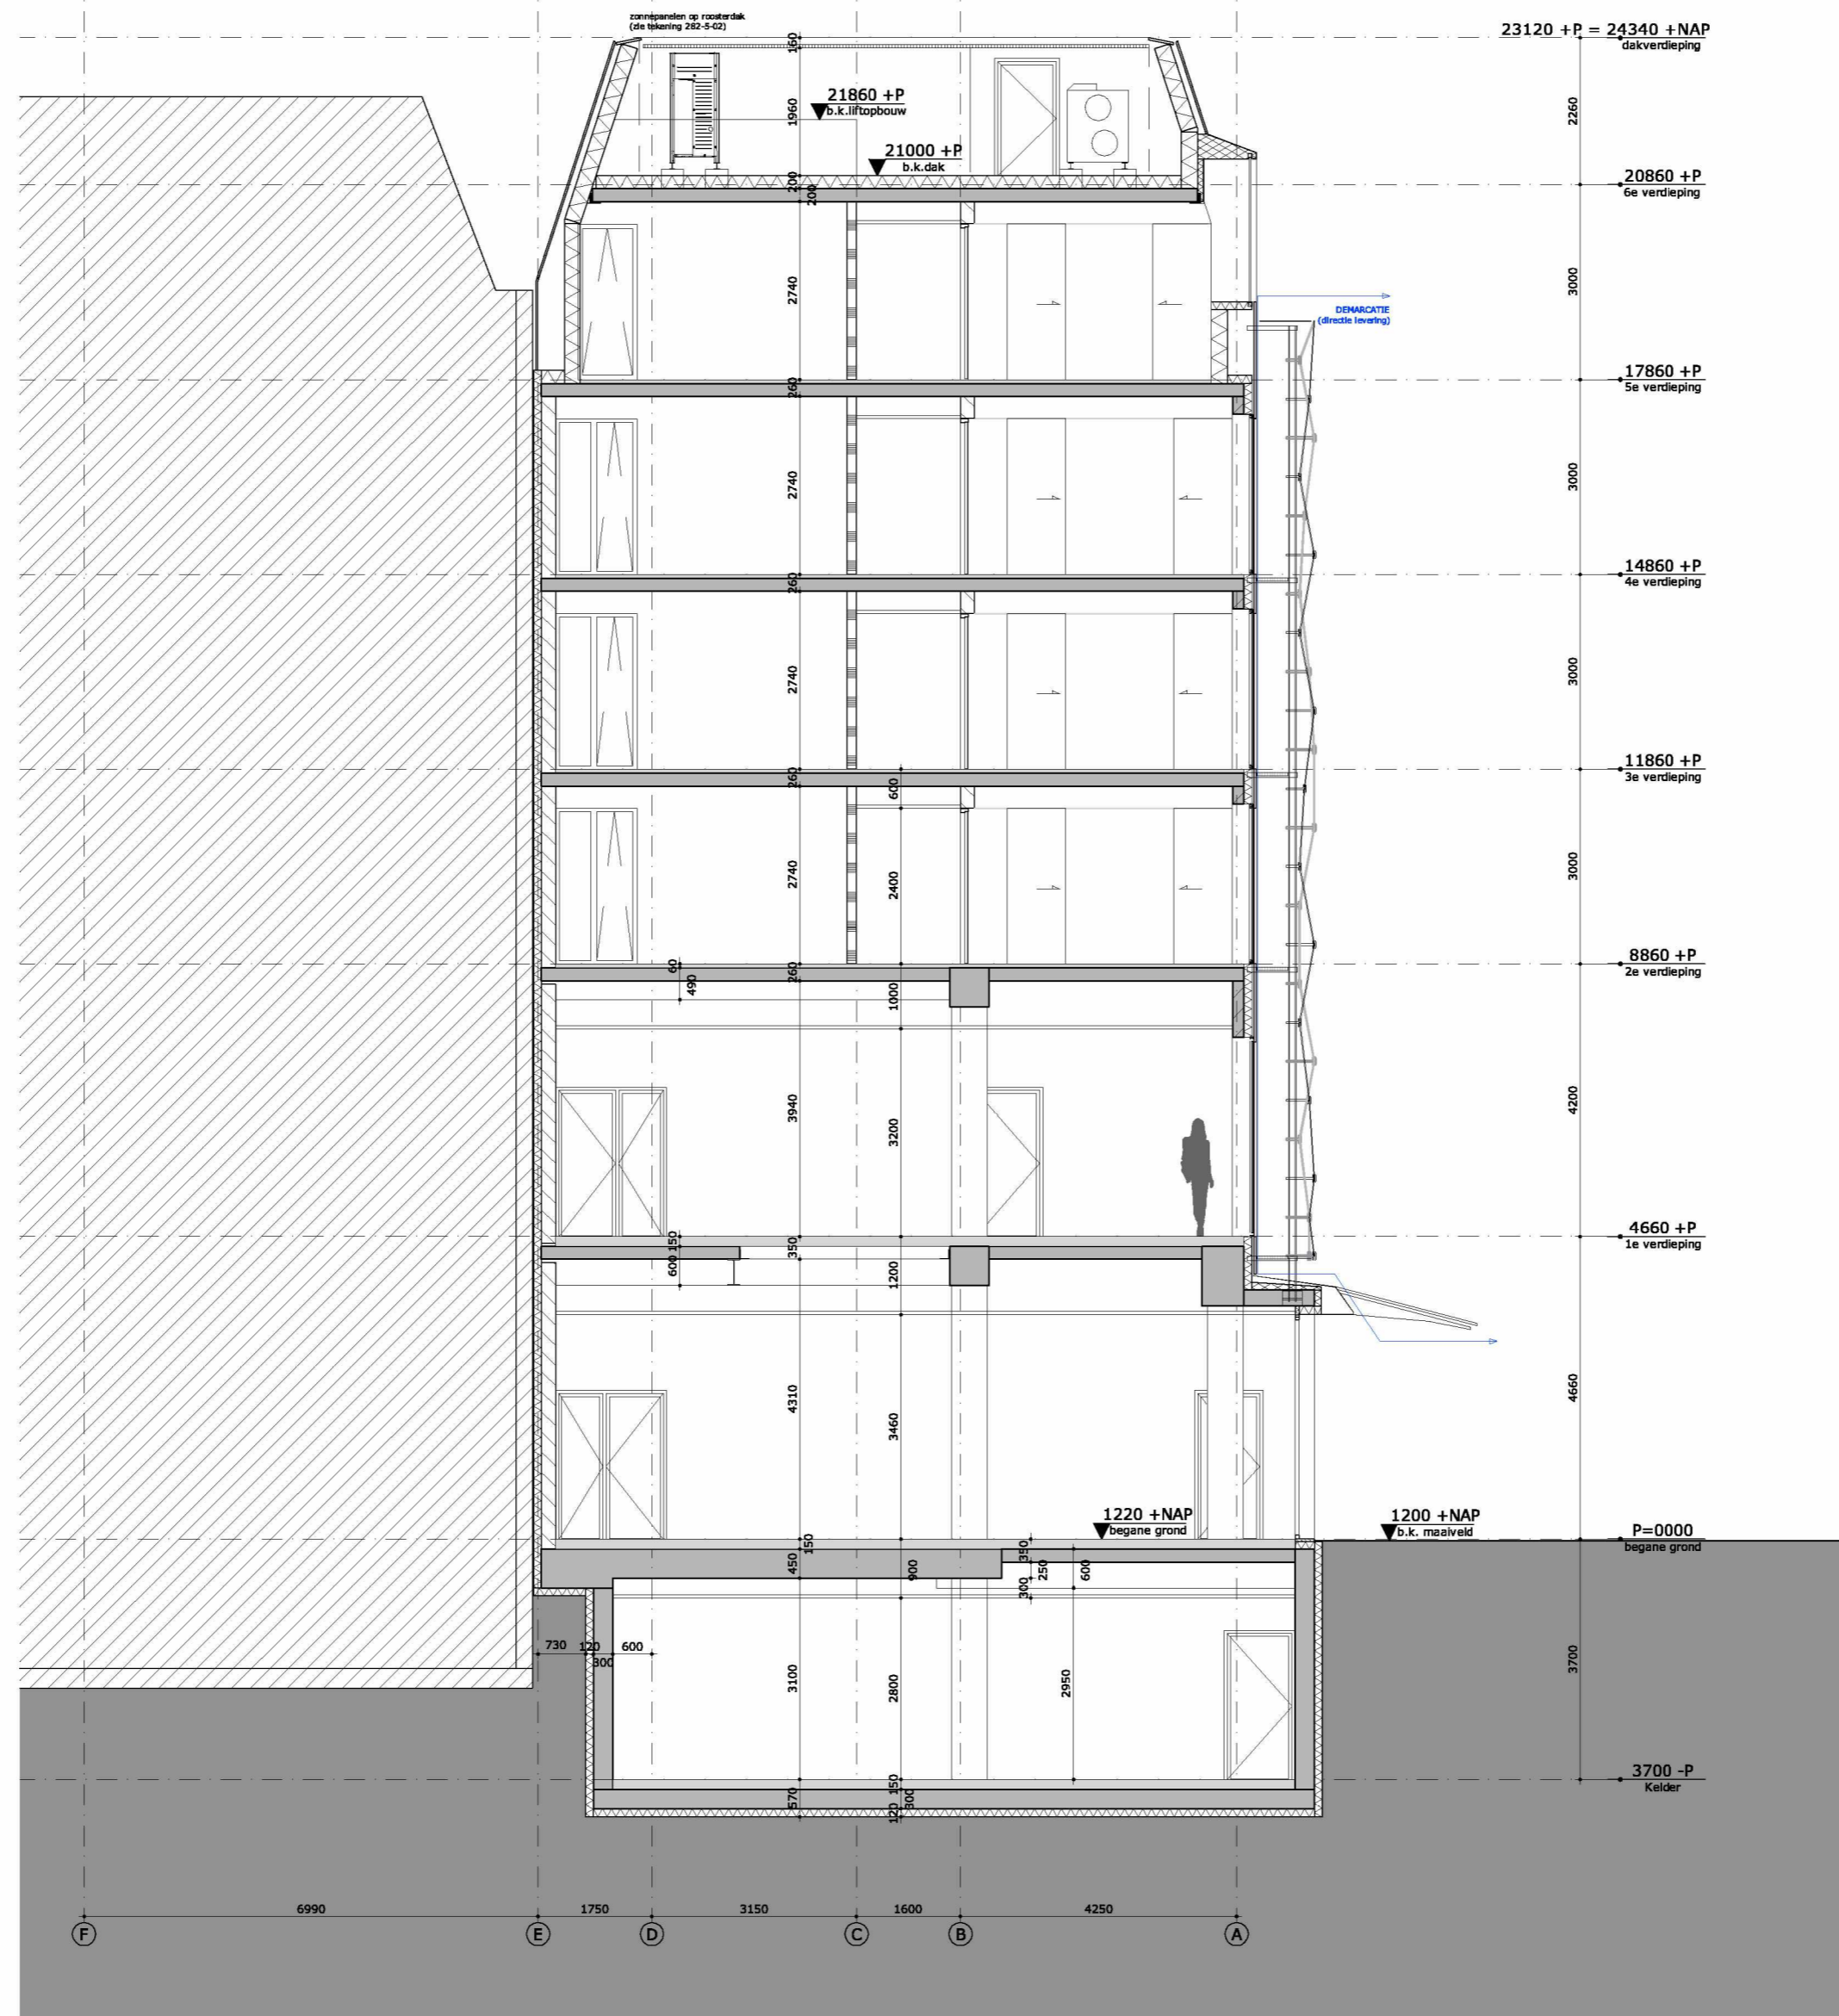 zonnepanelen op roosterdak
(zie tekening 282-5-02)
23120 +P = 24340 +NAP
dakverdieping
160
21860 +P
b.k.liftopbouw
1960
2260
21000 +P
b.k.dak
200
200
20860 +P
6e verdieping
2740
3000
DEMARCATIE
(directie levering)
260
17860 +P
5e verdieping
2740
3000
260
14860 +P
4e verdieping
2740
3000
260
600
11860 +P
3e verdieping
2740
2400
3000
60
490
260
1000
8860 +P
2e verdieping
3940
3200
4200
150
600
350
1200
4660 +P
1e verdieping
4310
3460
4660
1220 +NAP
begane grond
1200 +NAP
b.k. maaiveld
P=0000
begane grond
150
450
900
350
250
300
600
730
120
300
600
3100
2800
2950
3700
3700 -P
Kelder
570
150
300
120
6990
1750
3150
1600
4250
F
E
D
C
B
A